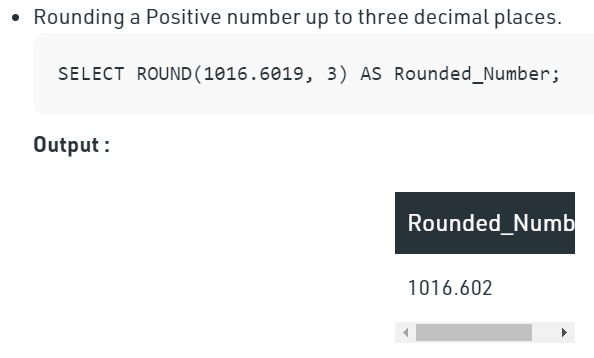 Rounding a Positive number up to three decimal places.
SELECT ROUND(1016.6019, 3) AS Rounded_Number;
Output :
Rounded_Numb
1016.602